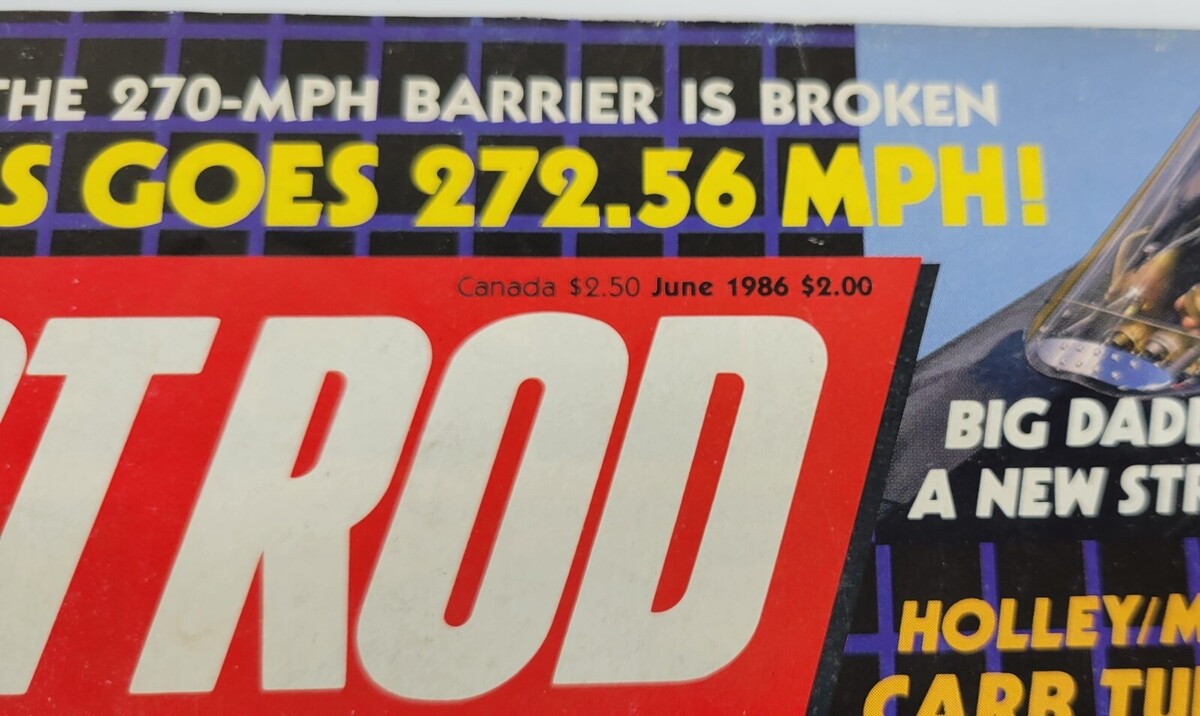 THE 270-MPH BARRIER IS BROKEN
S GOES 272.56 MPH!
Canada $2.50 June 1986 $2.00
T ROD
BIG DADD
A NEW STR
HOLLEY/M
CARB TU